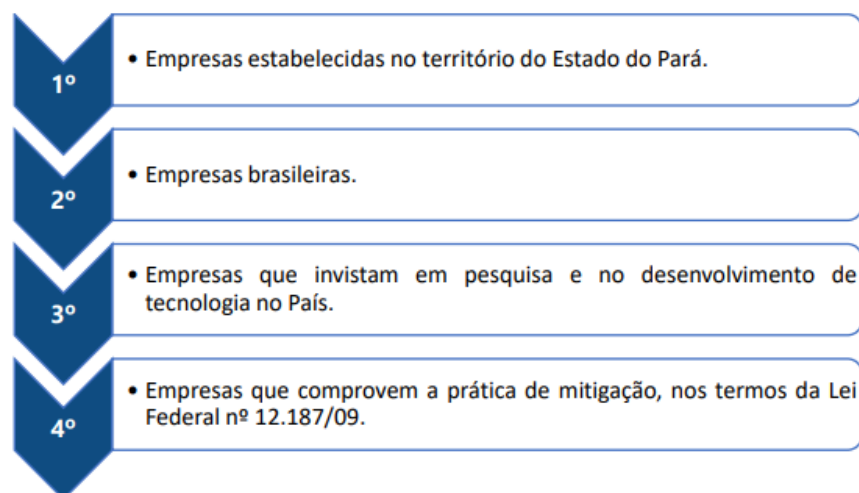 1º
• Empresas estabelecidas no território do Estado do Pará.
2º
• Empresas brasileiras.
3º
• Empresas que invistam em pesquisa e no desenvolvimento de
tecnologia no País.
4º
• Empresas que comprovem a prática de mitigação, nos termos da Lei
Federal nº 12.187/09.